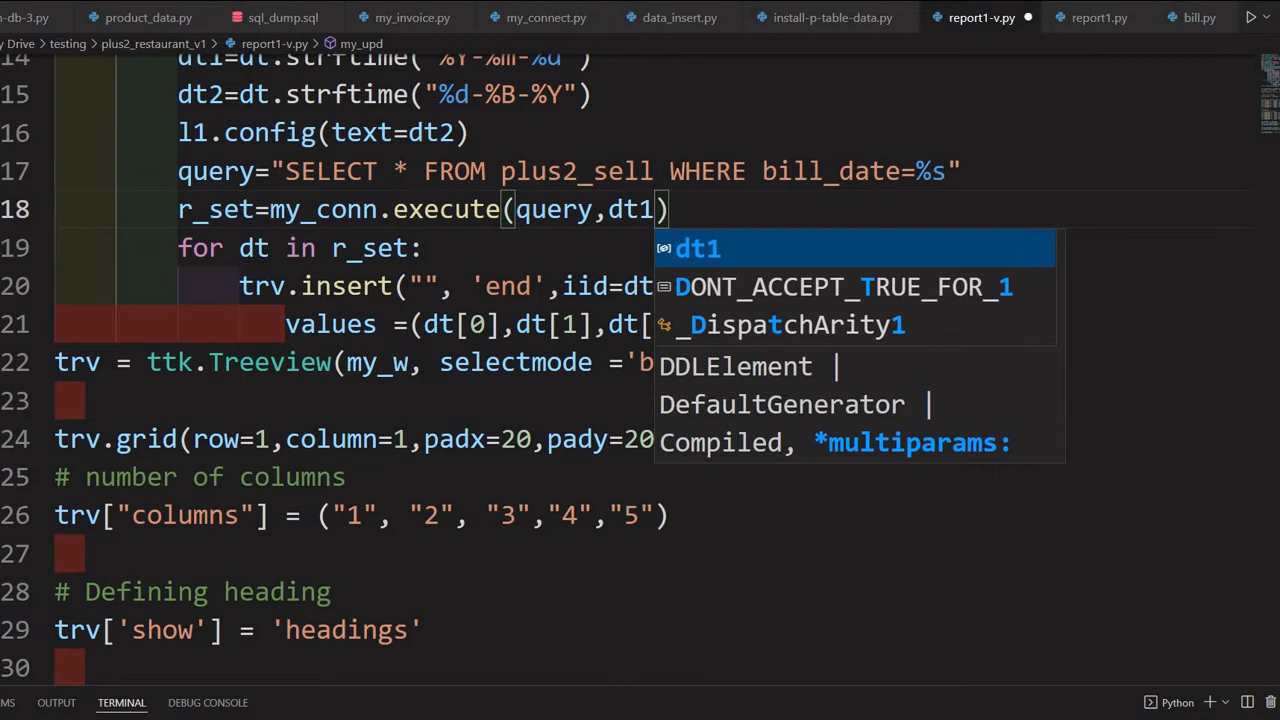 n-db-3.py product_data.py sql_dump.sql my_invoice.py my_connect.py data_insert.py install-p-table-data.py report1-v.py report1.py bill.py
y Drive > testing > plus2_restaurant_v1 > report1-v.py > my_upd
14 dt1=dt.strftime("%Y-%m-%d")
15 dt2=dt.strftime("%d-%B-%Y")
16 l1.config(text=dt2)
17 query="SELECT * FROM plus2_sell WHERE bill_date=%s"
18 r_set=my_conn.execute(query,dt1)
19 for dt in r_set:
dt1
20 trv.insert("", 'end',iid=dt
DONT_ACCEPT_TRUE_FOR_1
21 values =(dt[0],dt[1],dt[
_DispatchArity1
22 trv = ttk.Treeview(my_w, selectmode ='b
DDLElement |
23
DefaultGenerator |
24 trv.grid(row=1,column=1,padx=20,pady=20
Compiled, *multiparams:
25 # number of columns
26 trv["columns"] = ("1", "2", "3","4","5")
27
28 # Defining heading
29 trv['show'] = 'headings'
30
MS OUTPUT TERMINAL DEBUG CONSOLE Python